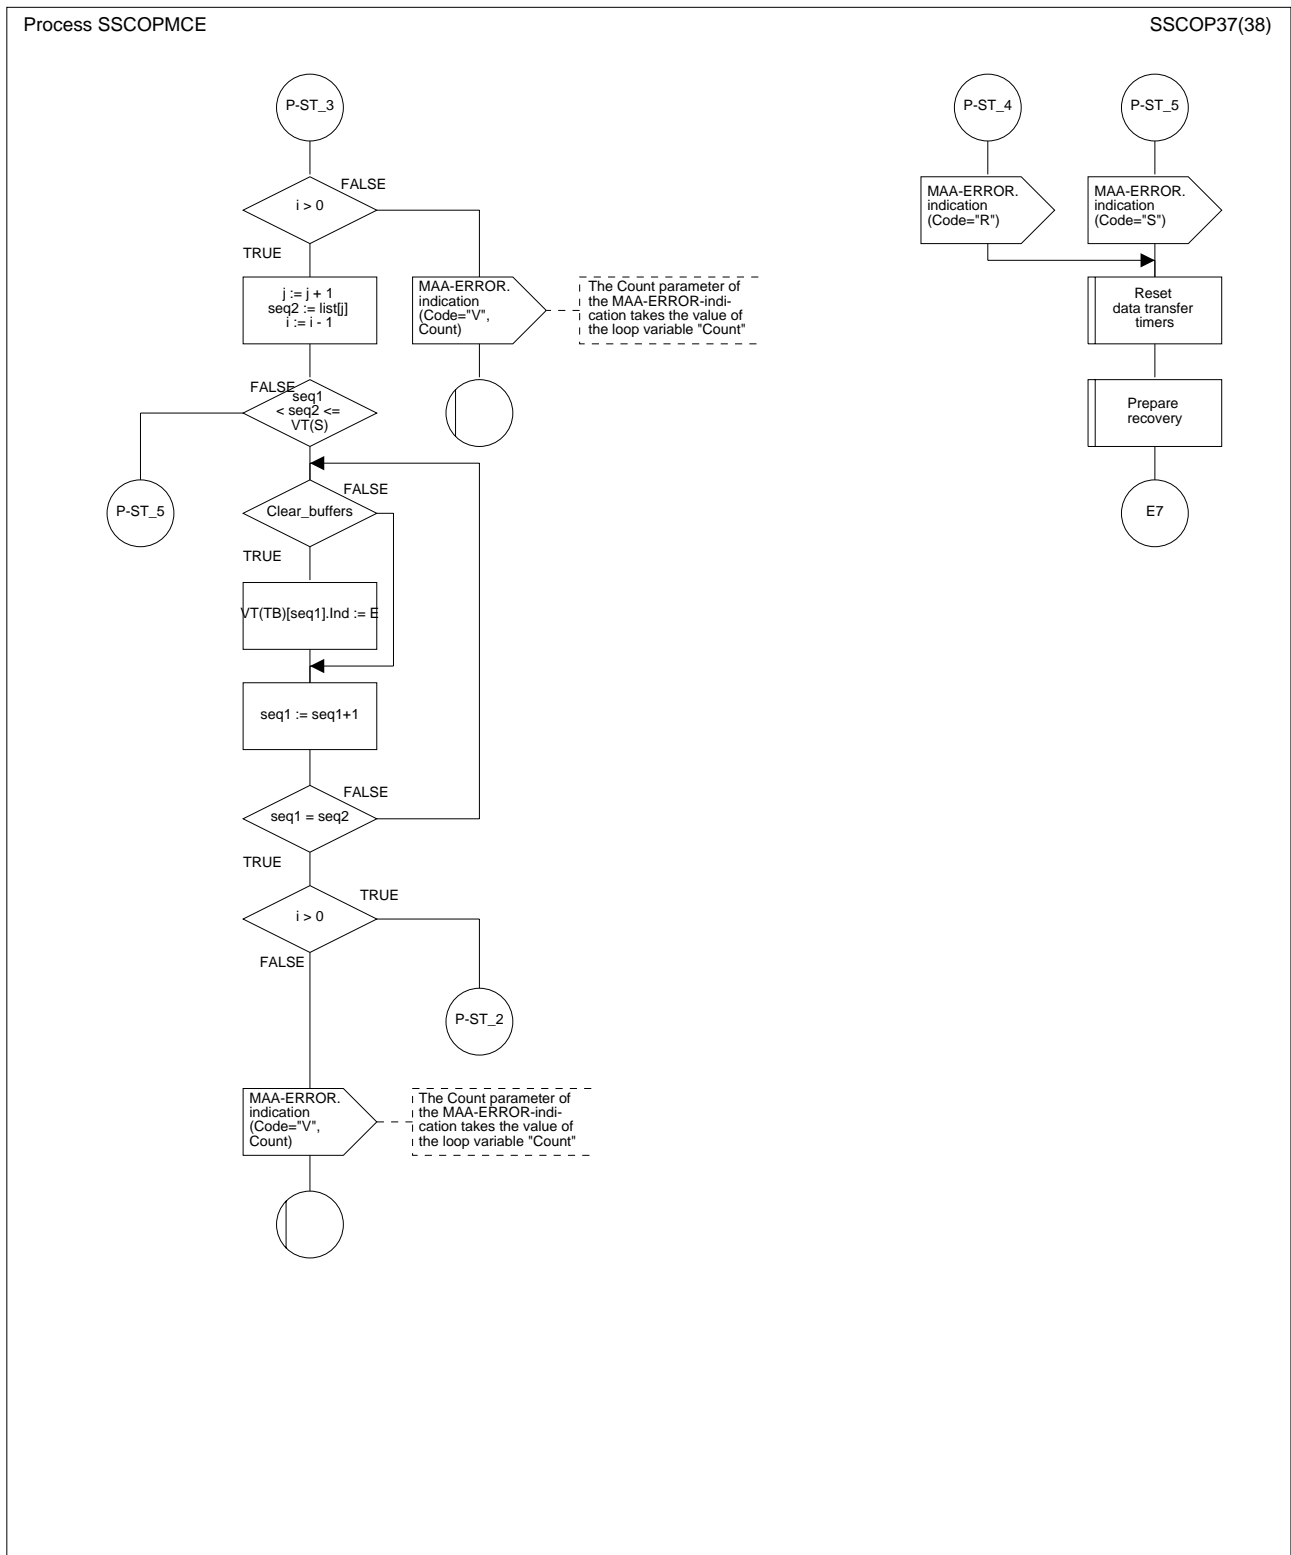 Process SSCOPMCE
SSCOP37(38)
P-ST_3
P-ST_4
P-ST_5
FALSE
i > 0
TRUE
MAA-ERROR.
indication
(Code="R")
MAA-ERROR.
indication
(Code="S")
j := j + 1
seq2 := list[j]
i := i - 1
MAA-ERROR.
indication
(Code="V",
Count)
The Count parameter of
the MAA-ERROR-indi-
cation takes the value of
the loop variable "Count"
Reset
data transfer
timers
FALSE
seq1
< seq2 <=
VT(S)
Prepare
recovery
P-ST_5
FALSE
Clear_buffers
TRUE
E7
VT(TB)[seq1].Ind := E
seq1 := seq1+1
FALSE
seq1 = seq2
TRUE
TRUE
i > 0
FALSE
P-ST_2
MAA-ERROR.
indication
(Code="V",
Count)
The Count parameter of
the MAA-ERROR-indi-
cation takes the value of
the loop variable "Count"